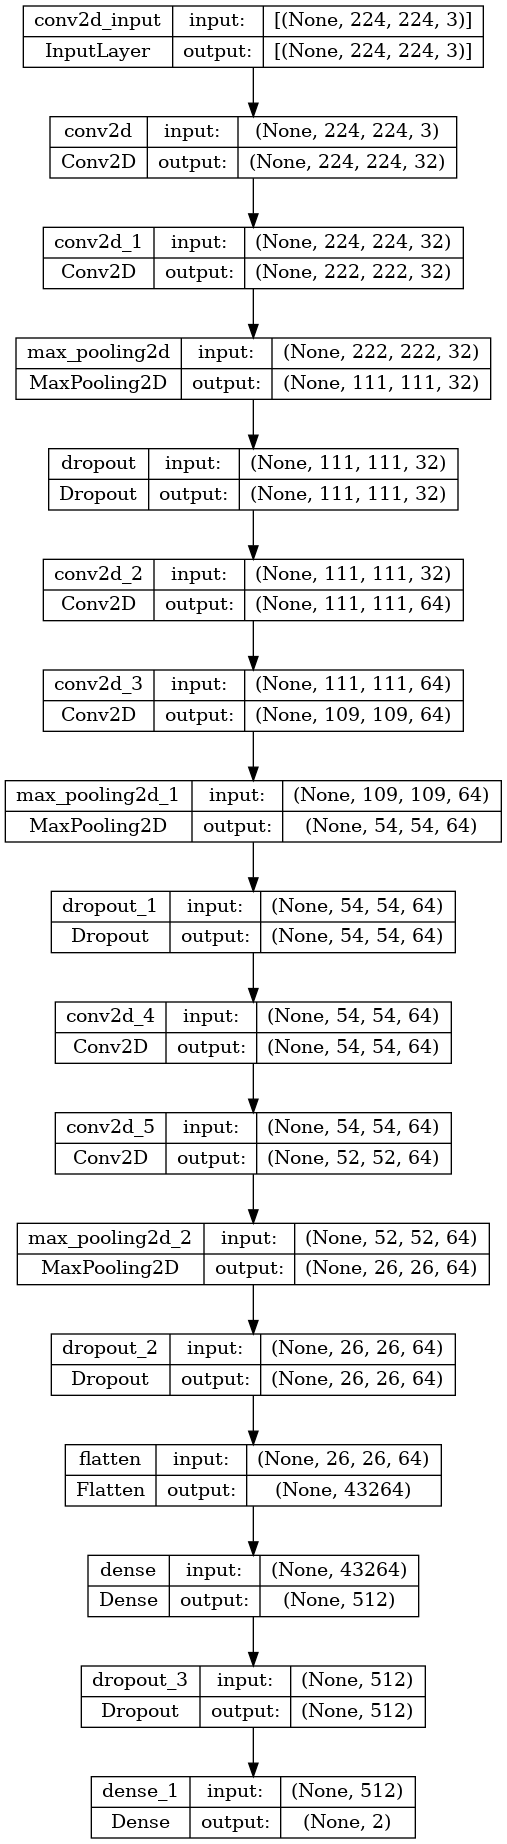 conv2d_input input: [(None, 224, 224, 3)]
InputLayer output: [(None, 224, 224, 3)]
conv2d input: (None, 224, 224, 3)
Conv2D output: (None, 224, 224, 32)
conv2d_1 input: (None, 224, 224, 32)
Conv2D output: (None, 222, 222, 32)
max_pooling2d input: (None, 222, 222, 32)
MaxPooling2D output: (None, 111, 111, 32)
dropout input: (None, 111, 111, 32)
Dropout output: (None, 111, 111, 32)
conv2d_2 input: (None, 111, 111, 32)
Conv2D output: (None, 111, 111, 64)
conv2d_3 input: (None, 111, 111, 64)
Conv2D output: (None, 109, 109, 64)
max_pooling2d_1 input: (None, 109, 109, 64)
MaxPooling2D output: (None, 54, 54, 64)
dropout_1 input: (None, 54, 54, 64)
Dropout output: (None, 54, 54, 64)
conv2d_4 input: (None, 54, 54, 64)
Conv2D output: (None, 54, 54, 64)
conv2d_5 input: (None, 54, 54, 64)
Conv2D output: (None, 52, 52, 64)
max_pooling2d_2 input: (None, 52, 52, 64)
MaxPooling2D output: (None, 26, 26, 64)
dropout_2 input: (None, 26, 26, 64)
Dropout output: (None, 26, 26, 64)
flatten input: (None, 26, 26, 64)
Flatten output: (None, 43264)
dense input: (None, 43264)
Dense output: (None, 512)
dropout_3 input: (None, 512)
Dropout output: (None, 512)
dense_1 input: (None, 512)
Dense output: (None, 2)